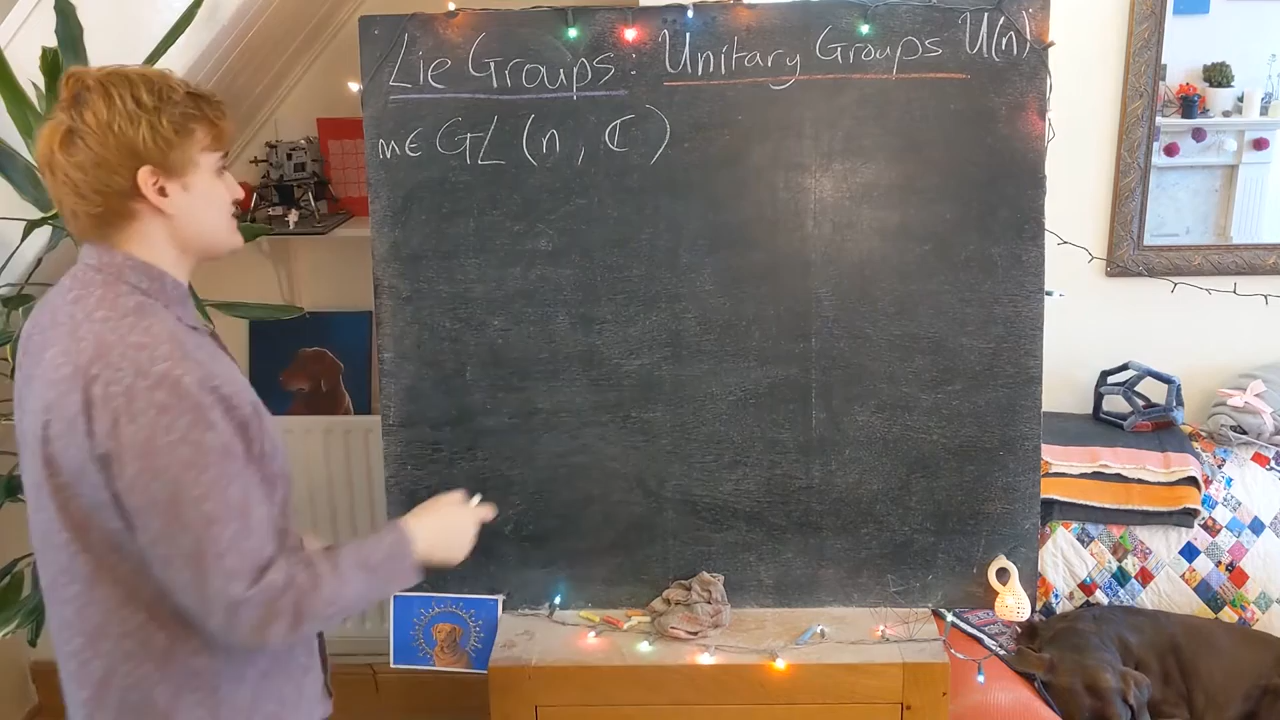 Lie Groups: Unitary Groups U(n)
m∈ GL (n, ℂ)